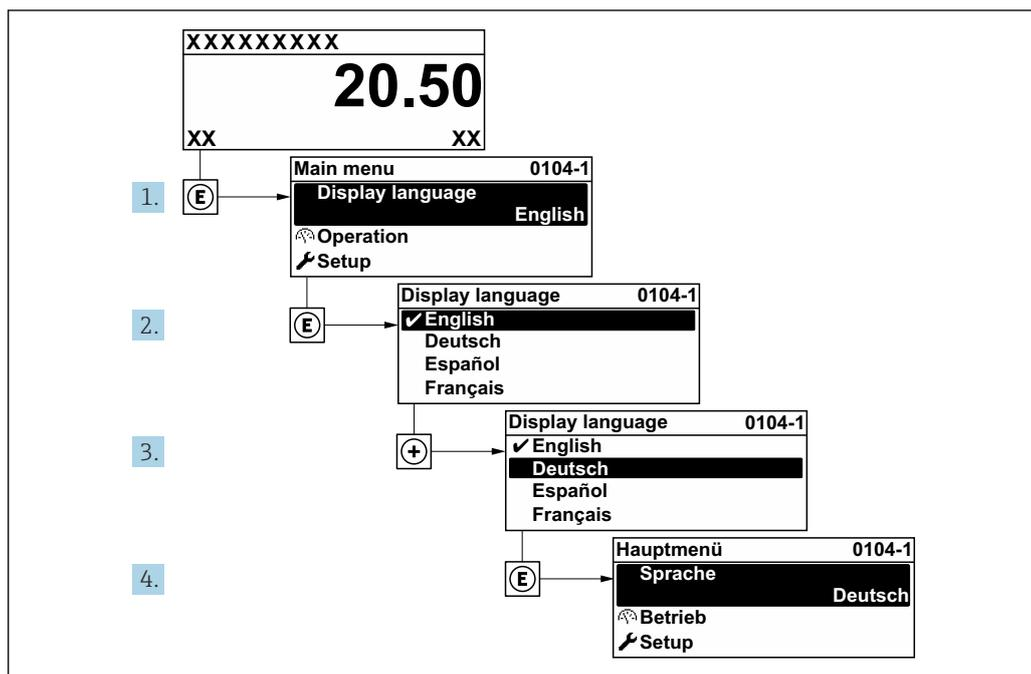 XXXXXXXXX
20.50
XX XX
1. E
Main menu 0104-1
Display language
English
Operation
Setup
2. E
Display language 0104-1
✔English
Deutsch
Español
Français
3. +
Display language 0104-1
✔English
Deutsch
Español
Français
4. E
Hauptmenü 0104-1
Sprache
Deutsch
Betrieb
Setup